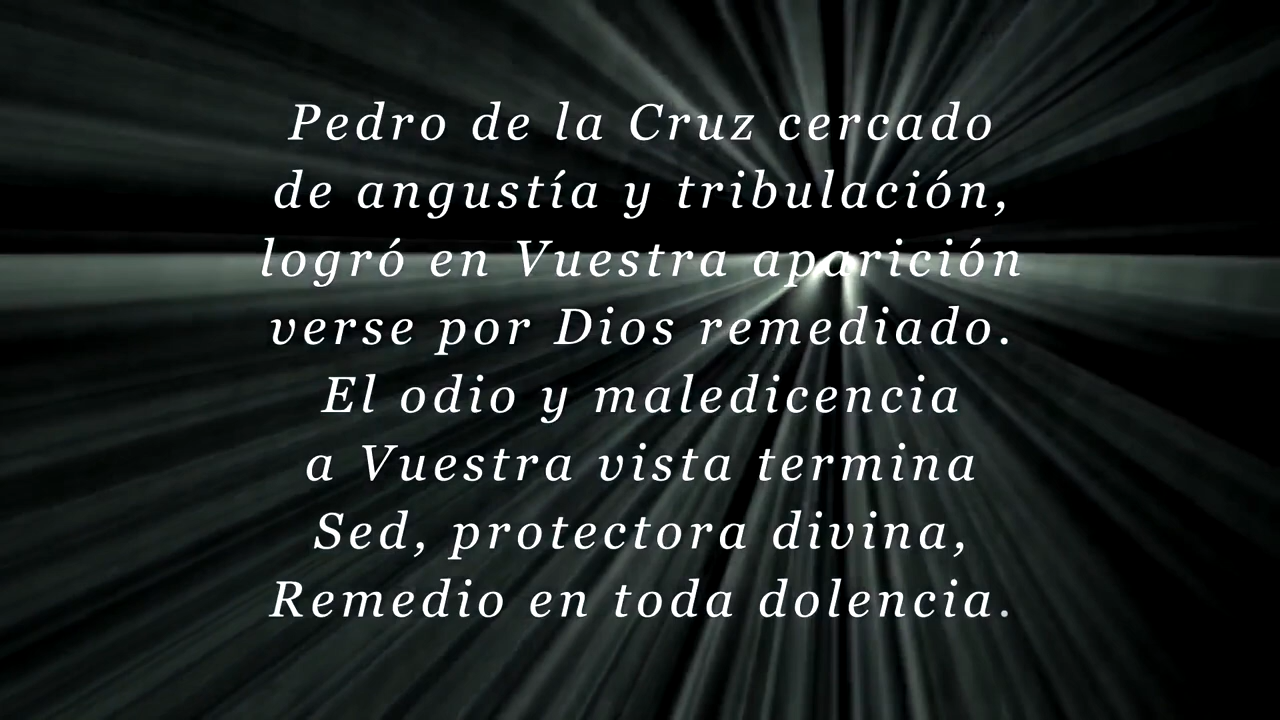 Pedro de la Cruz cercado
de angustía y tribulación,
logró en Vuestra aparición
verse por Dios remediado.
El odio y maledicencia
a Vuestra vista termina
Sed, protectora divina,
Remedio en toda dolencia.